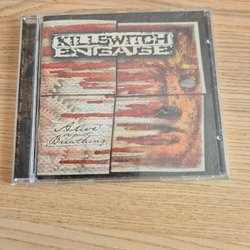 KILLSWITCH
ENGAGE
Alive
or just
Breathing